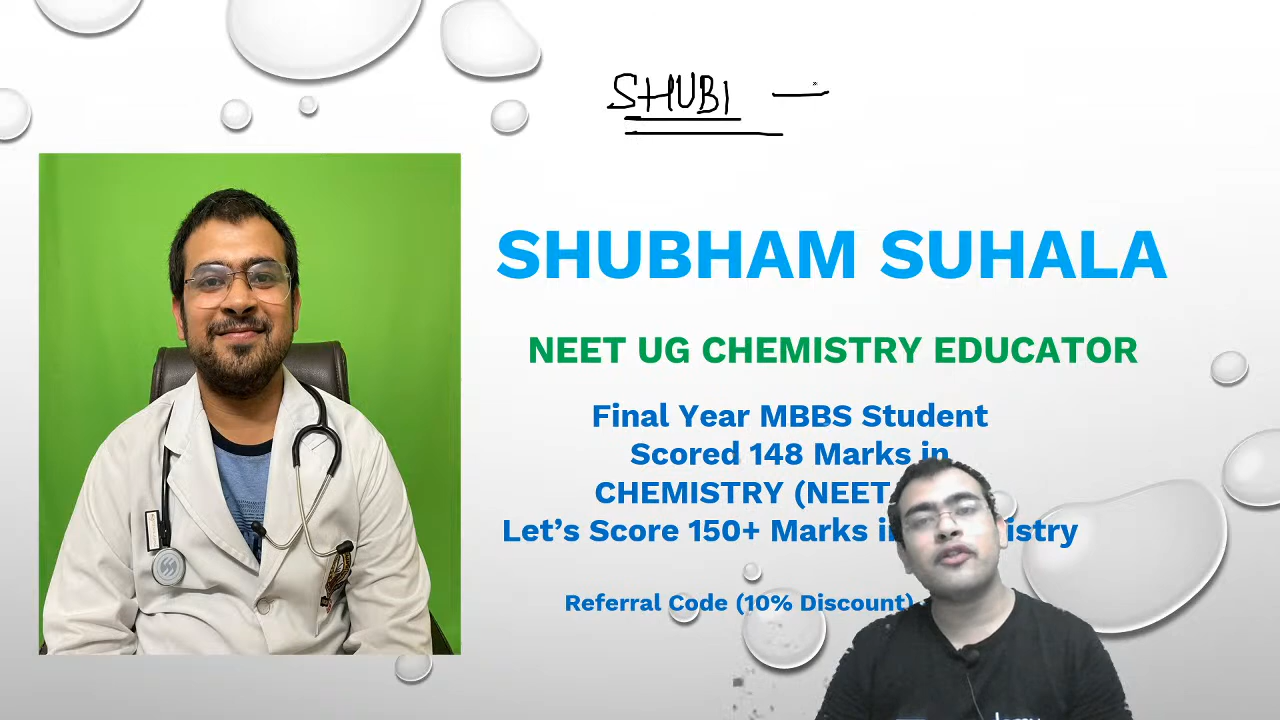 SHUBI —
SHUBHAM SUHALA
NEET UG CHEMISTRY EDUCATOR
Final Year MBBS Student
Scored 148 Marks in
CHEMISTRY (NEET
Let's Score 150+ Marks in
Referral Code (10% Discount)